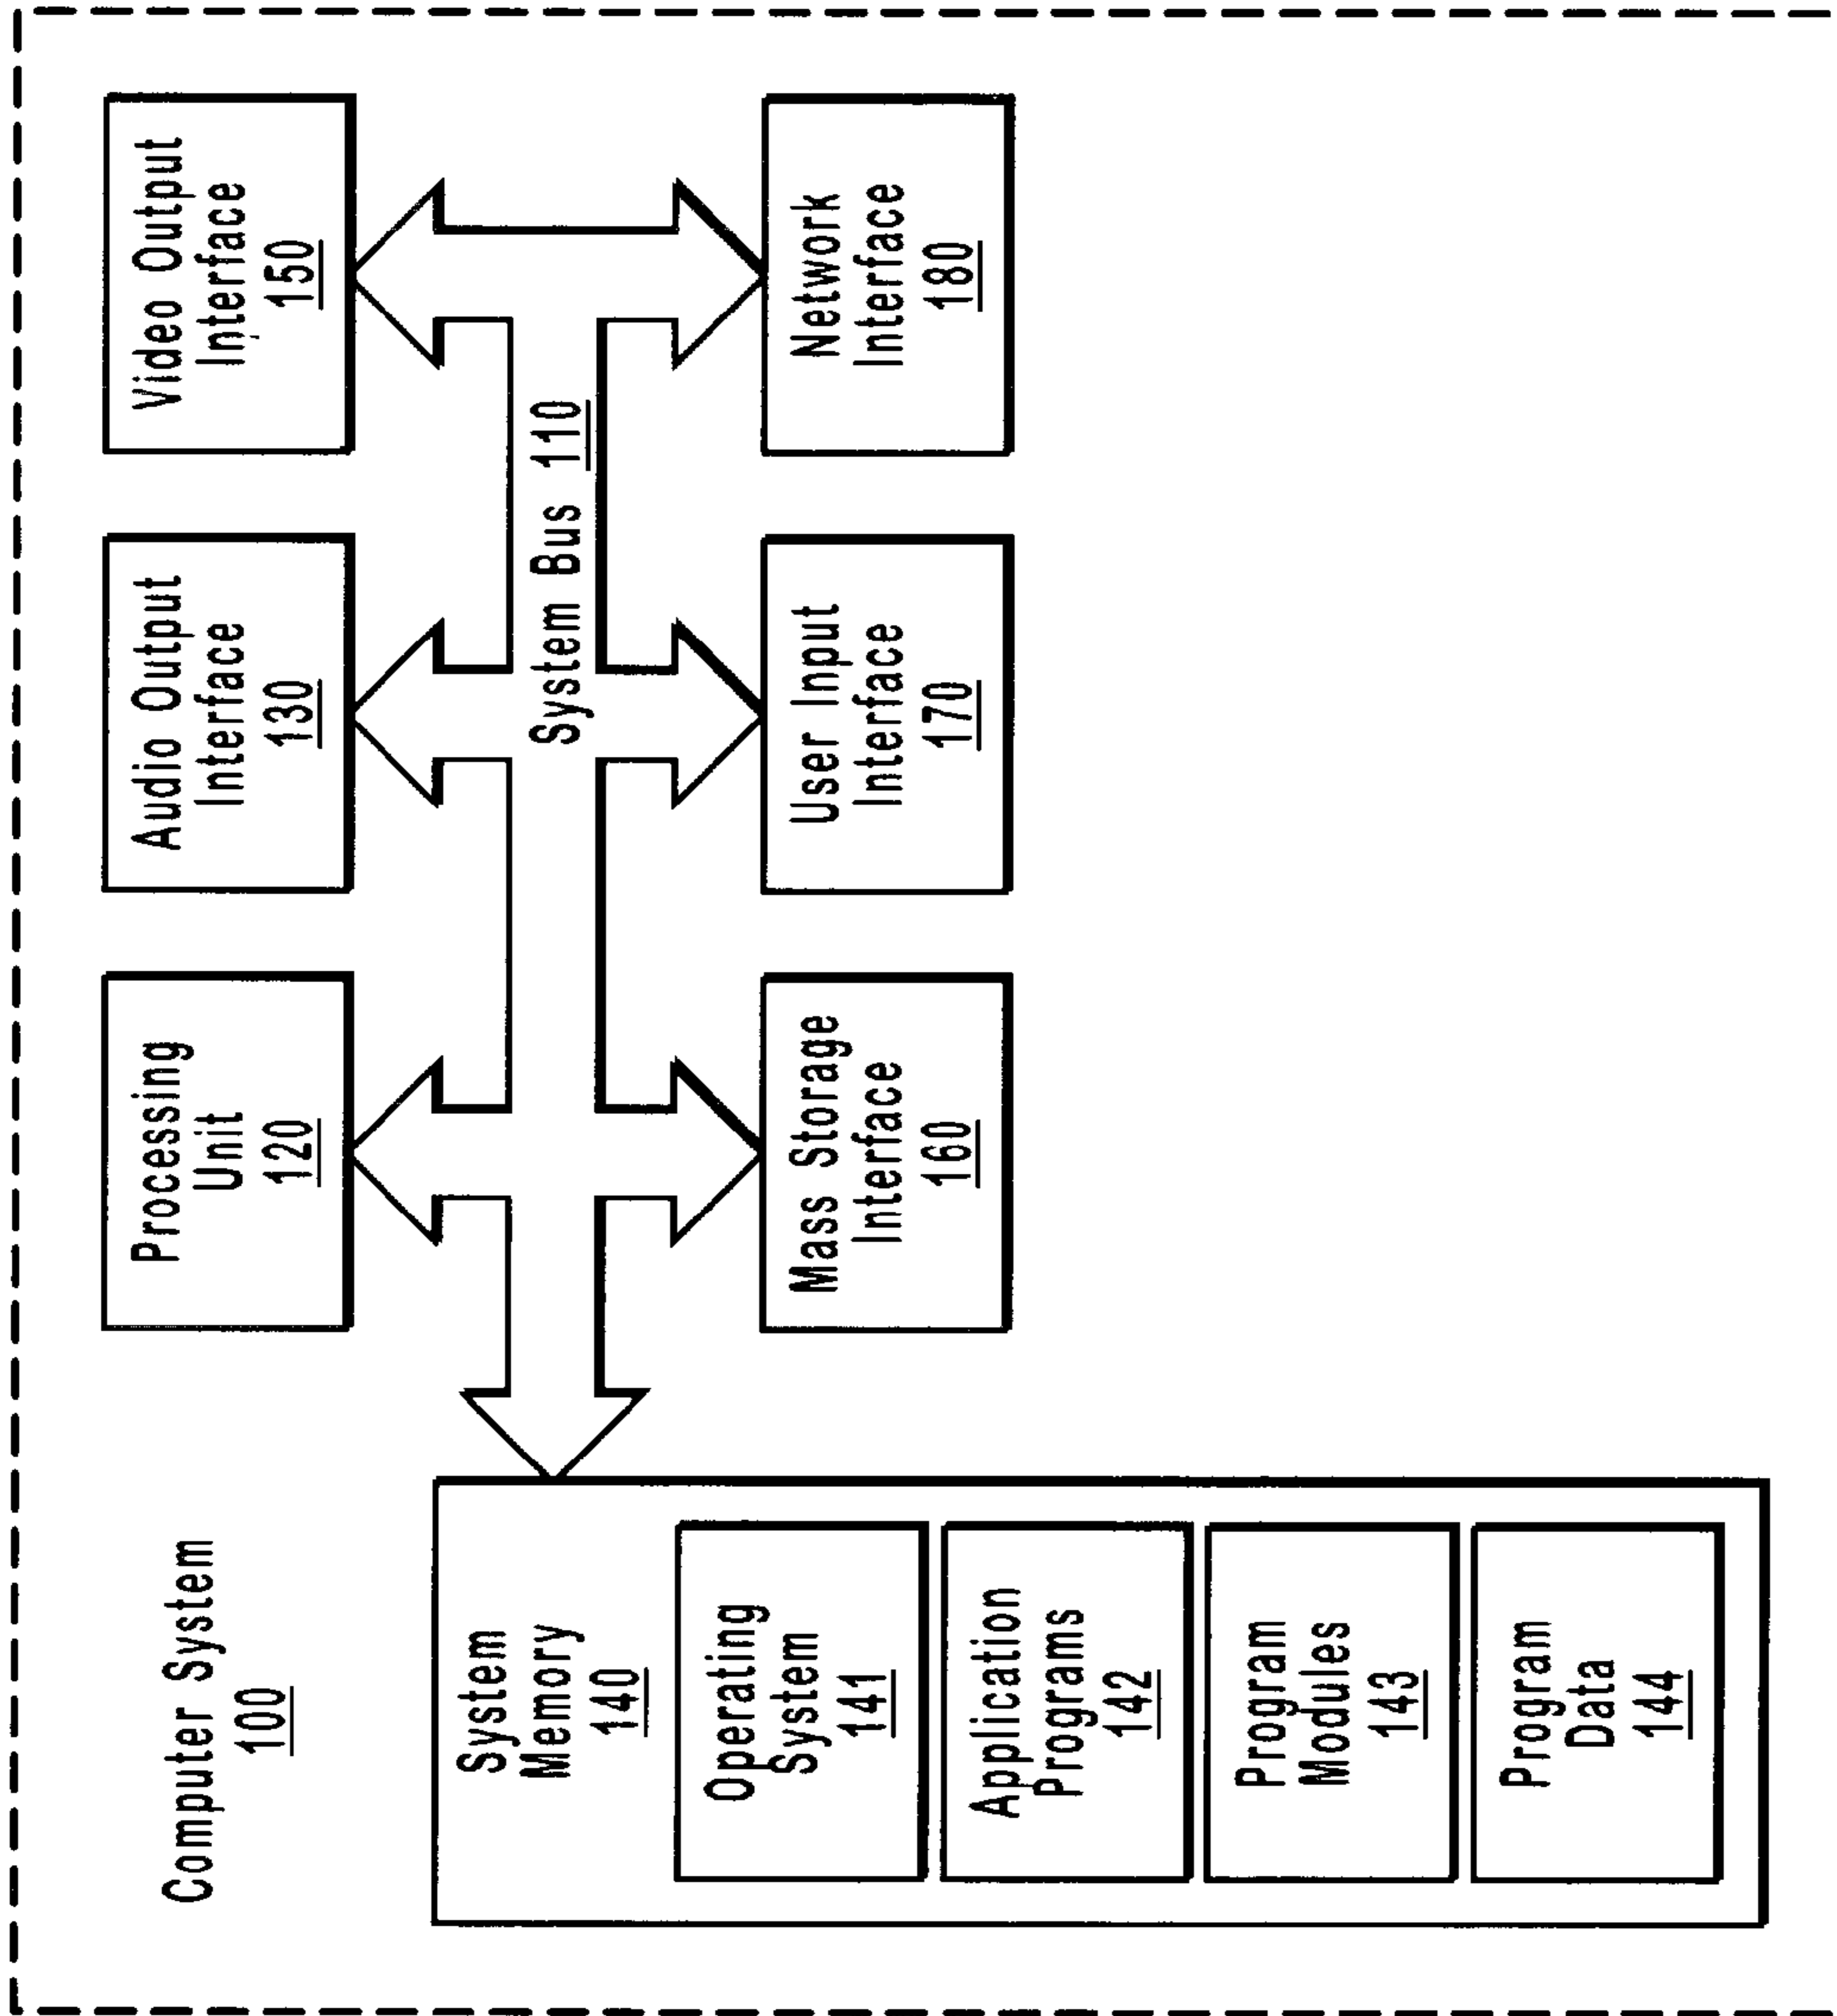 Computer System
100
Processing
Unit
120
Audio Output
Interface
130
Video Output
Interface
150
System Bus 110
System
Memory
140
Operating
System
141
Application
Programs
142
Program
Modules
143
Program
Data
144
Mass Storage
Interface
160
User Input
Interface
170
Network
Interface
180